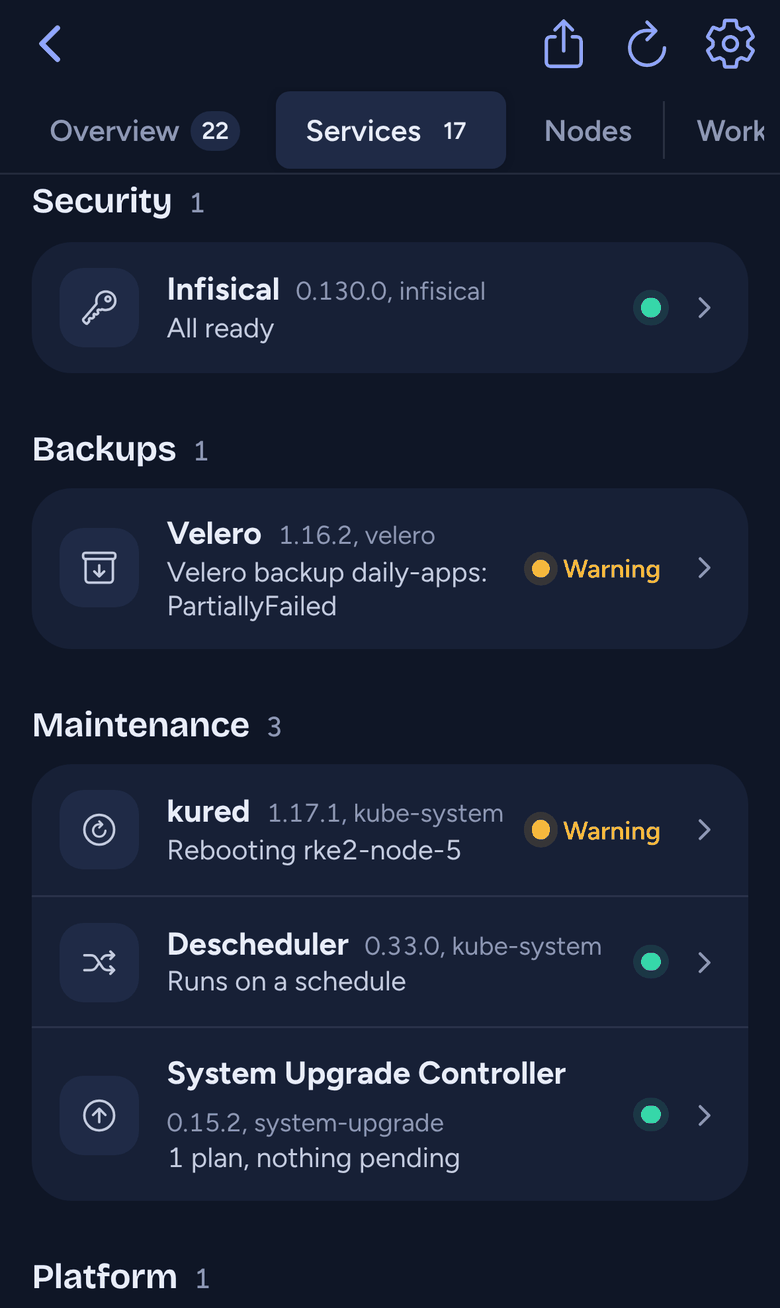 Overview 22 Services 17 Nodes Work
Security 1
Infisical 0.130.0, infisical
All ready
Backups 1
Velero 1.16.2, velero
Velero backup daily-apps:
PartiallyFailed
Warning
Maintenance 3
kured 1.17.1, kube-system
Rebooting rke2-node-5
Warning
Descheduler 0.33.0, kube-system
Runs on a schedule
System Upgrade Controller
0.15.2, system-upgrade
1 plan, nothing pending
Platform 1